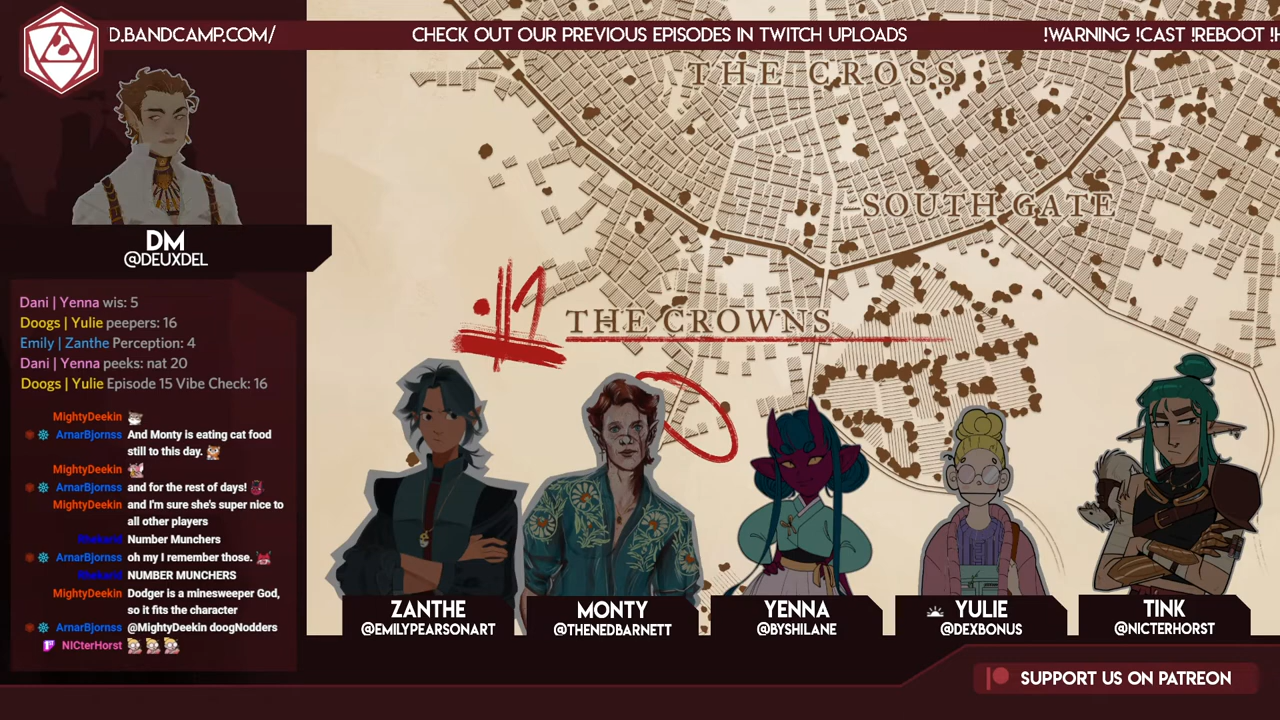 D.BANDCAMP.COM/
CHECK OUT OUR PREVIOUS EPISODES IN TWITCH UPLOADS
!WARNING !CAST !REBOOT !H
THE CROSS
SOUTH GATE
THE CROWNS
DM
@DEUXDEL
Dani | Yenna wis: 5
Doogs | Yulie peepers: 16
Emily | Zanthe Perception: 4
Dani | Yenna peeks: nat 20
Doogs | Yulie Episode 15 Vibe Check: 16
MightyDeekin
ArnarBjornss And Monty is eating cat food
still to this day.
MightyDeekin
ArnarBjornss and for the rest of days!
MightyDeekin and I'm sure she's super nice to
all other players
Number Munchers
ArnarBjornss oh my I remember those.
NUMBER MUNCHERS
MightyDeekin Dodger is a minesweeper God,
so it fits the character
ArnarBjornss @MightyDeekin doogNodders
NICterHorst
ZANTHE
@EMILYPEARSONART
MONTY
@THENEDBARNETT
YENNA
@BYSHILANE
YULIE
@DEXBONUS
TINK
@NICTERHORST
SUPPORT US ON PATREON